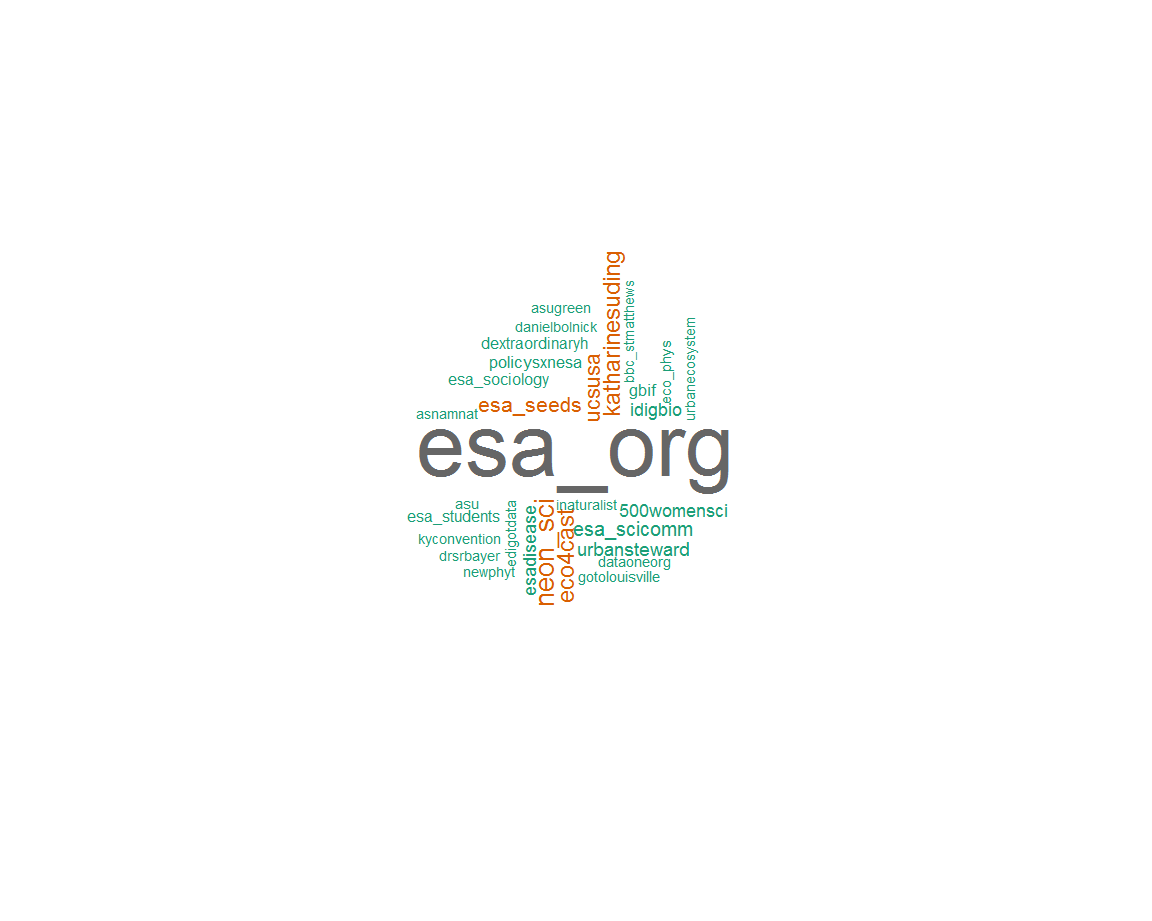 katharinesuding
bbc_stmatthews
asugreen
urbanecosystem
danielbolnick
dextraordinaryh
eco_phys
ucsusa
policysxnesa
esa_sociology
gbif
esa_seeds
idigbio
asnamnat
esa_org
asu
edigotdata
esadisease
neon_sci
inaturalist
eco4cast
500womensci
esa_students
esa_scicomm
kyconvention
urbansteward
drsrbayer
dataoneorg
newphyt
gotolouisville